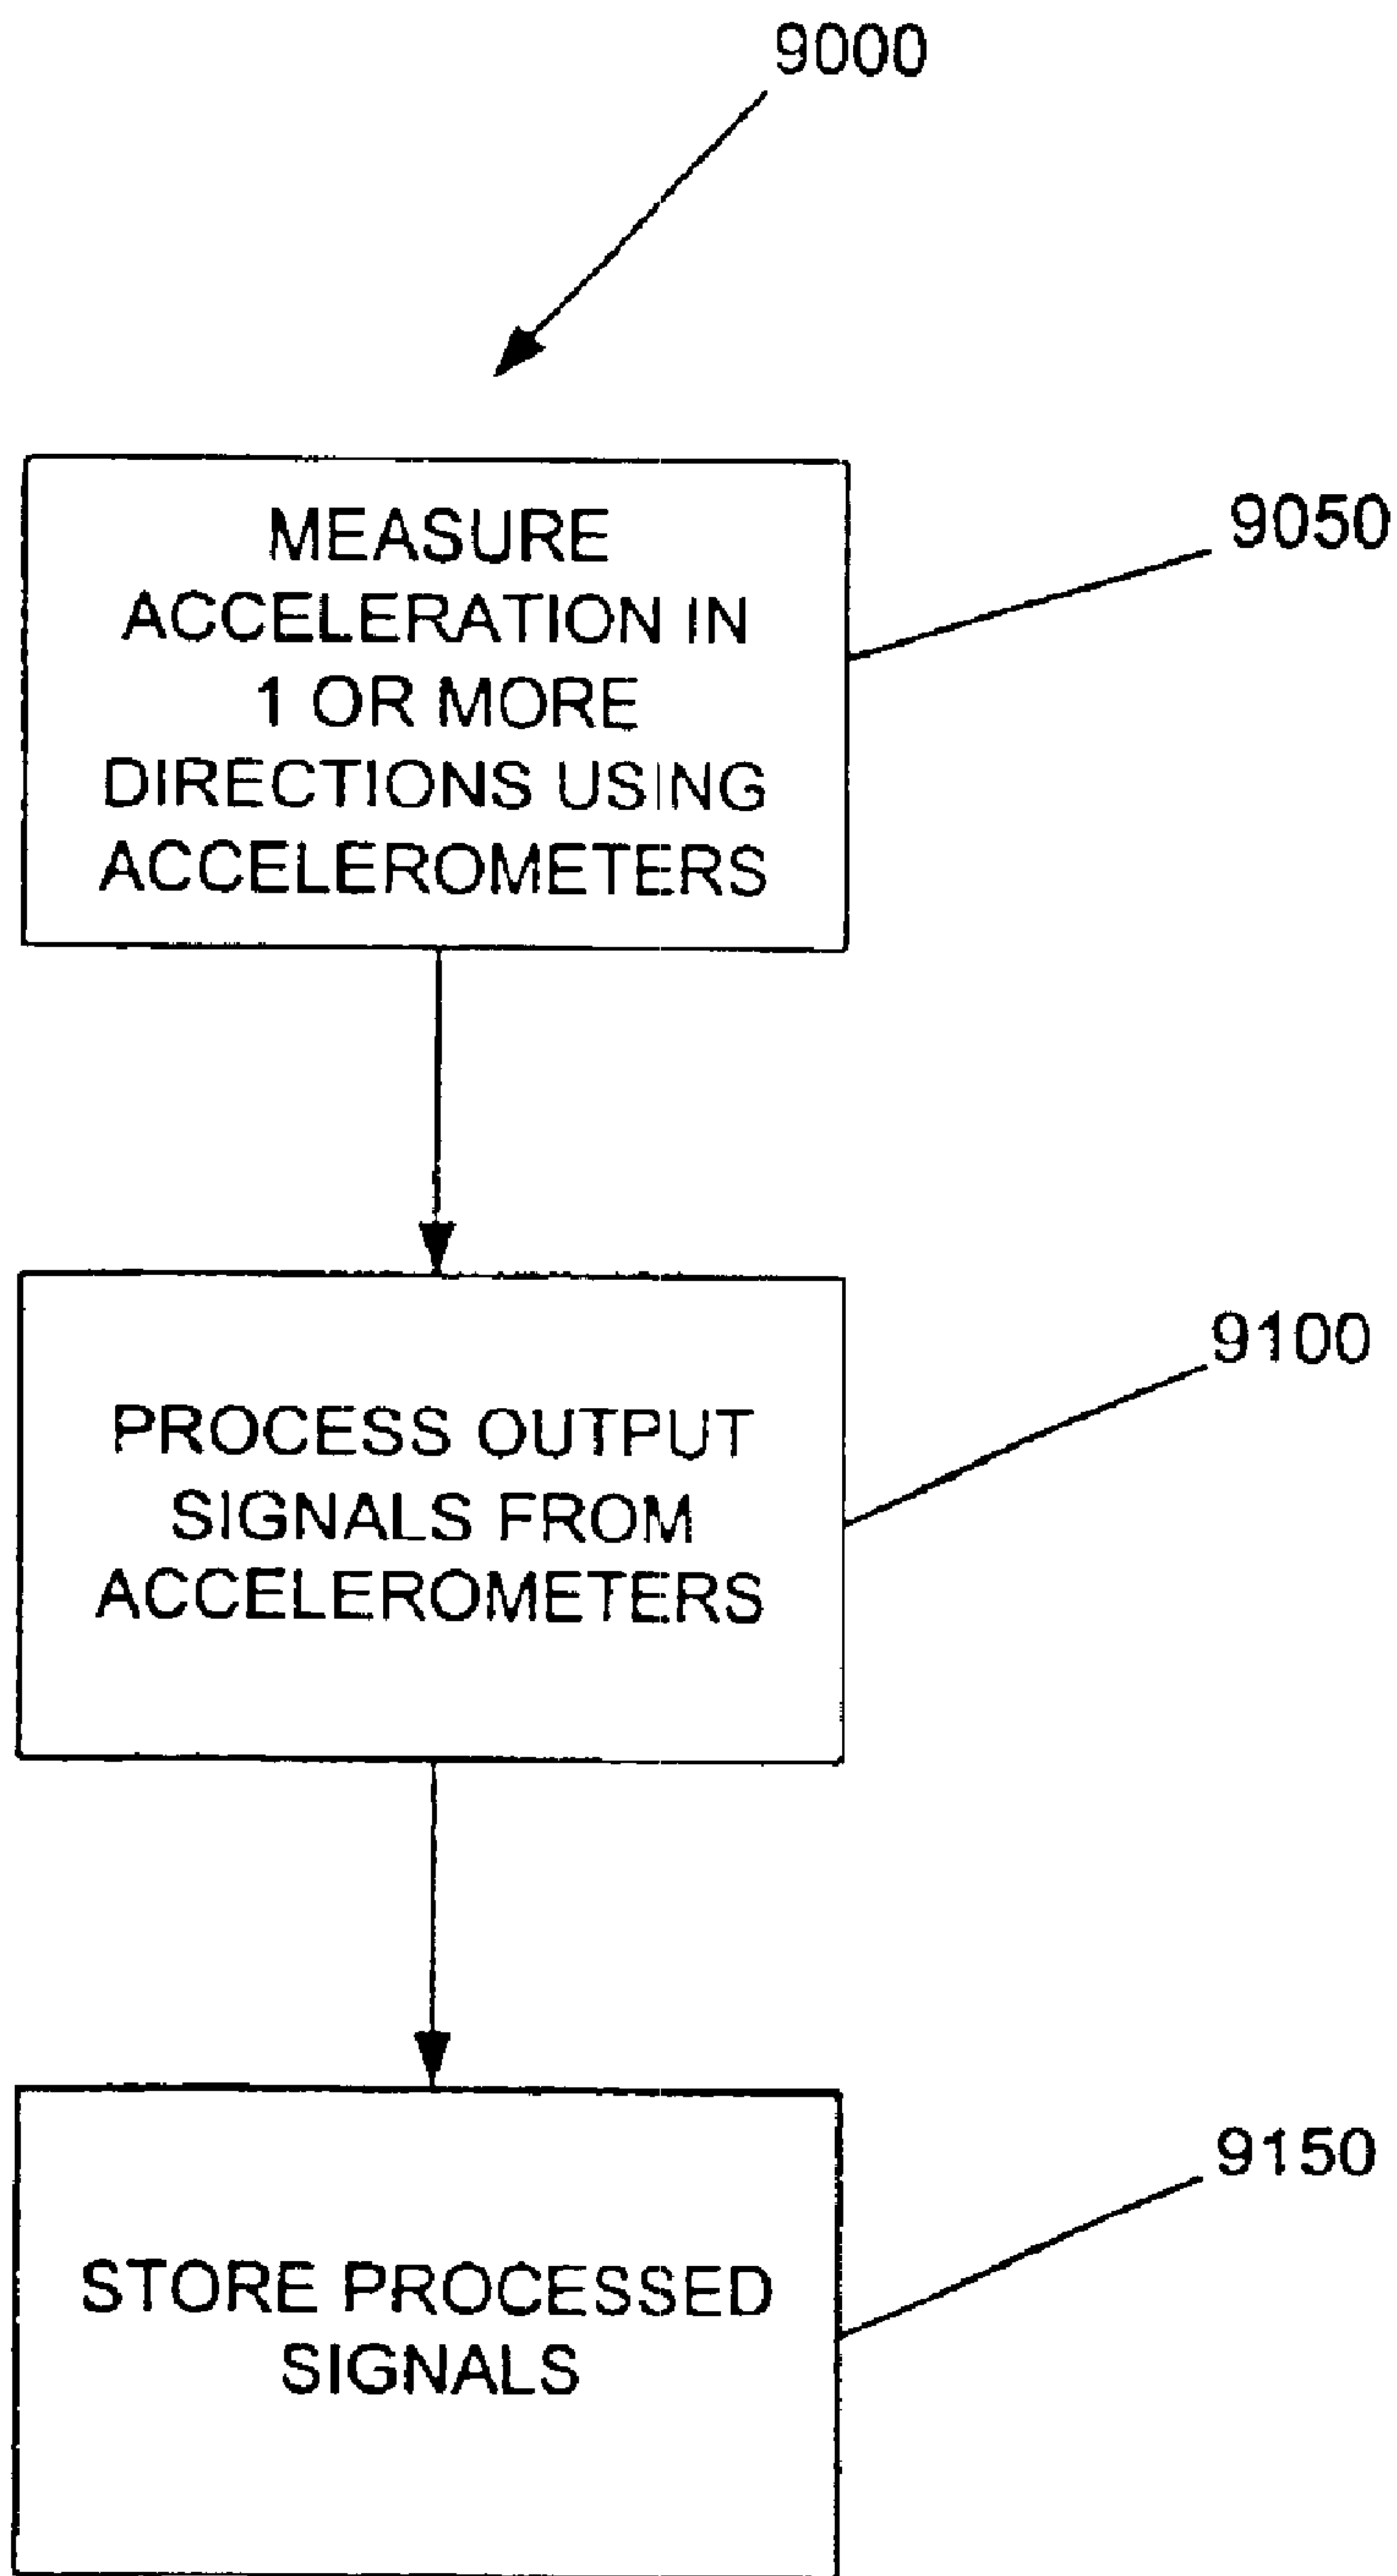 9000
MEASURE
ACCELERATION IN
1 OR MORE
DIRECTIONS USING
ACCELEROMETERS
9050
PROCESS OUTPUT
SIGNALS FROM
ACCELEROMETERS
9100
STORE PROCESSED
SIGNALS
9150